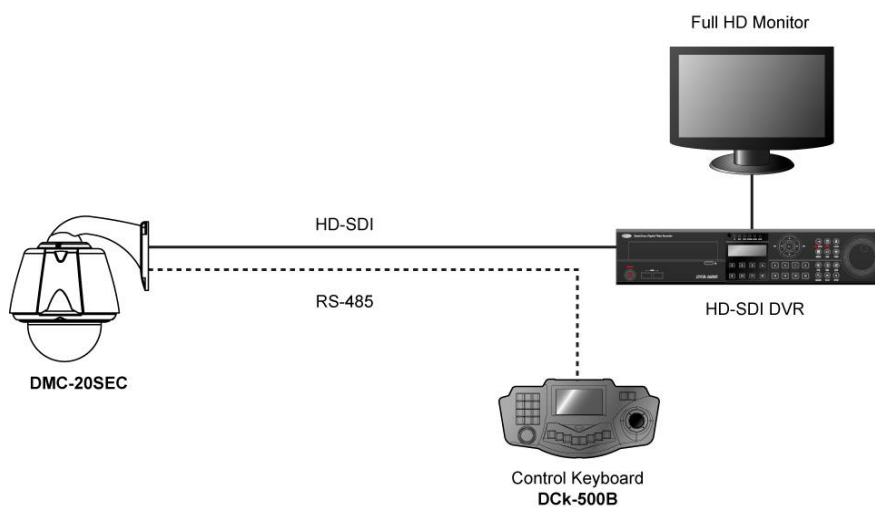 Full HD Monitor
HD-SDI
RS-485
HD-SDI DVR
DMC-20SEC
Control Keyboard
DCk-500B